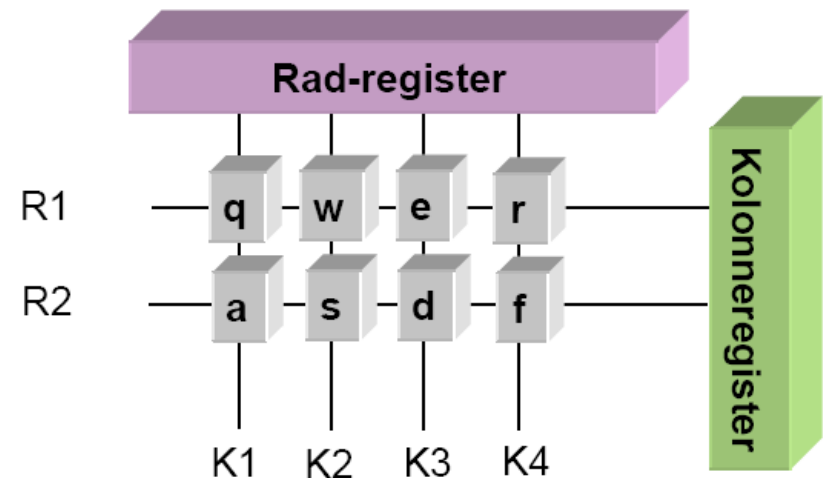 Rad-register
Kolonneregister
R1 q w e r
R2 a s d f
K1 K2 K3 K4